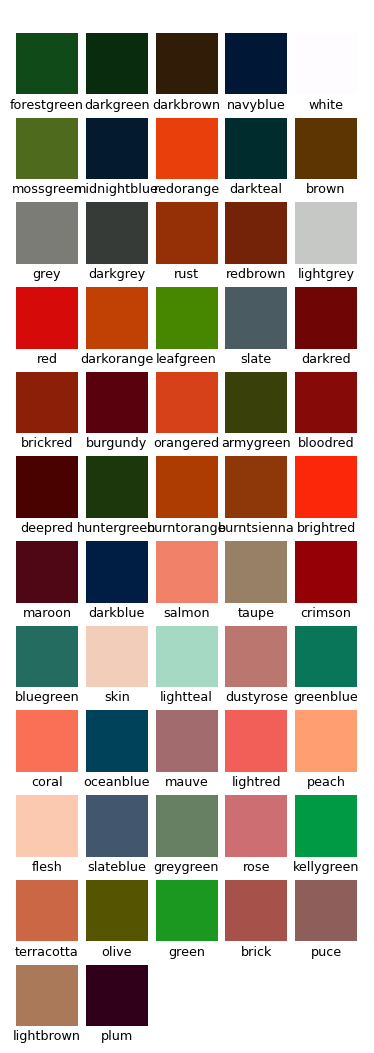 forestgreen darkgreen darkbrown navyblue white
mossgreen midnightblue redorange darkteal brown
grey darkgrey rust redbrown lightgrey
red darkorange leafgreen slate darkred
brickred burgundy orangered armygreen bloodred
deepred huntergreen burntorange burntsienna brightred
maroon darkblue salmon taupe crimson
bluegreen skin lightteal dustyrose greenblue
coral oceanblue mauve lightred peach
flesh slateblue greygreen rose kellygreen
terracotta olive green brick puce
lightbrown plum